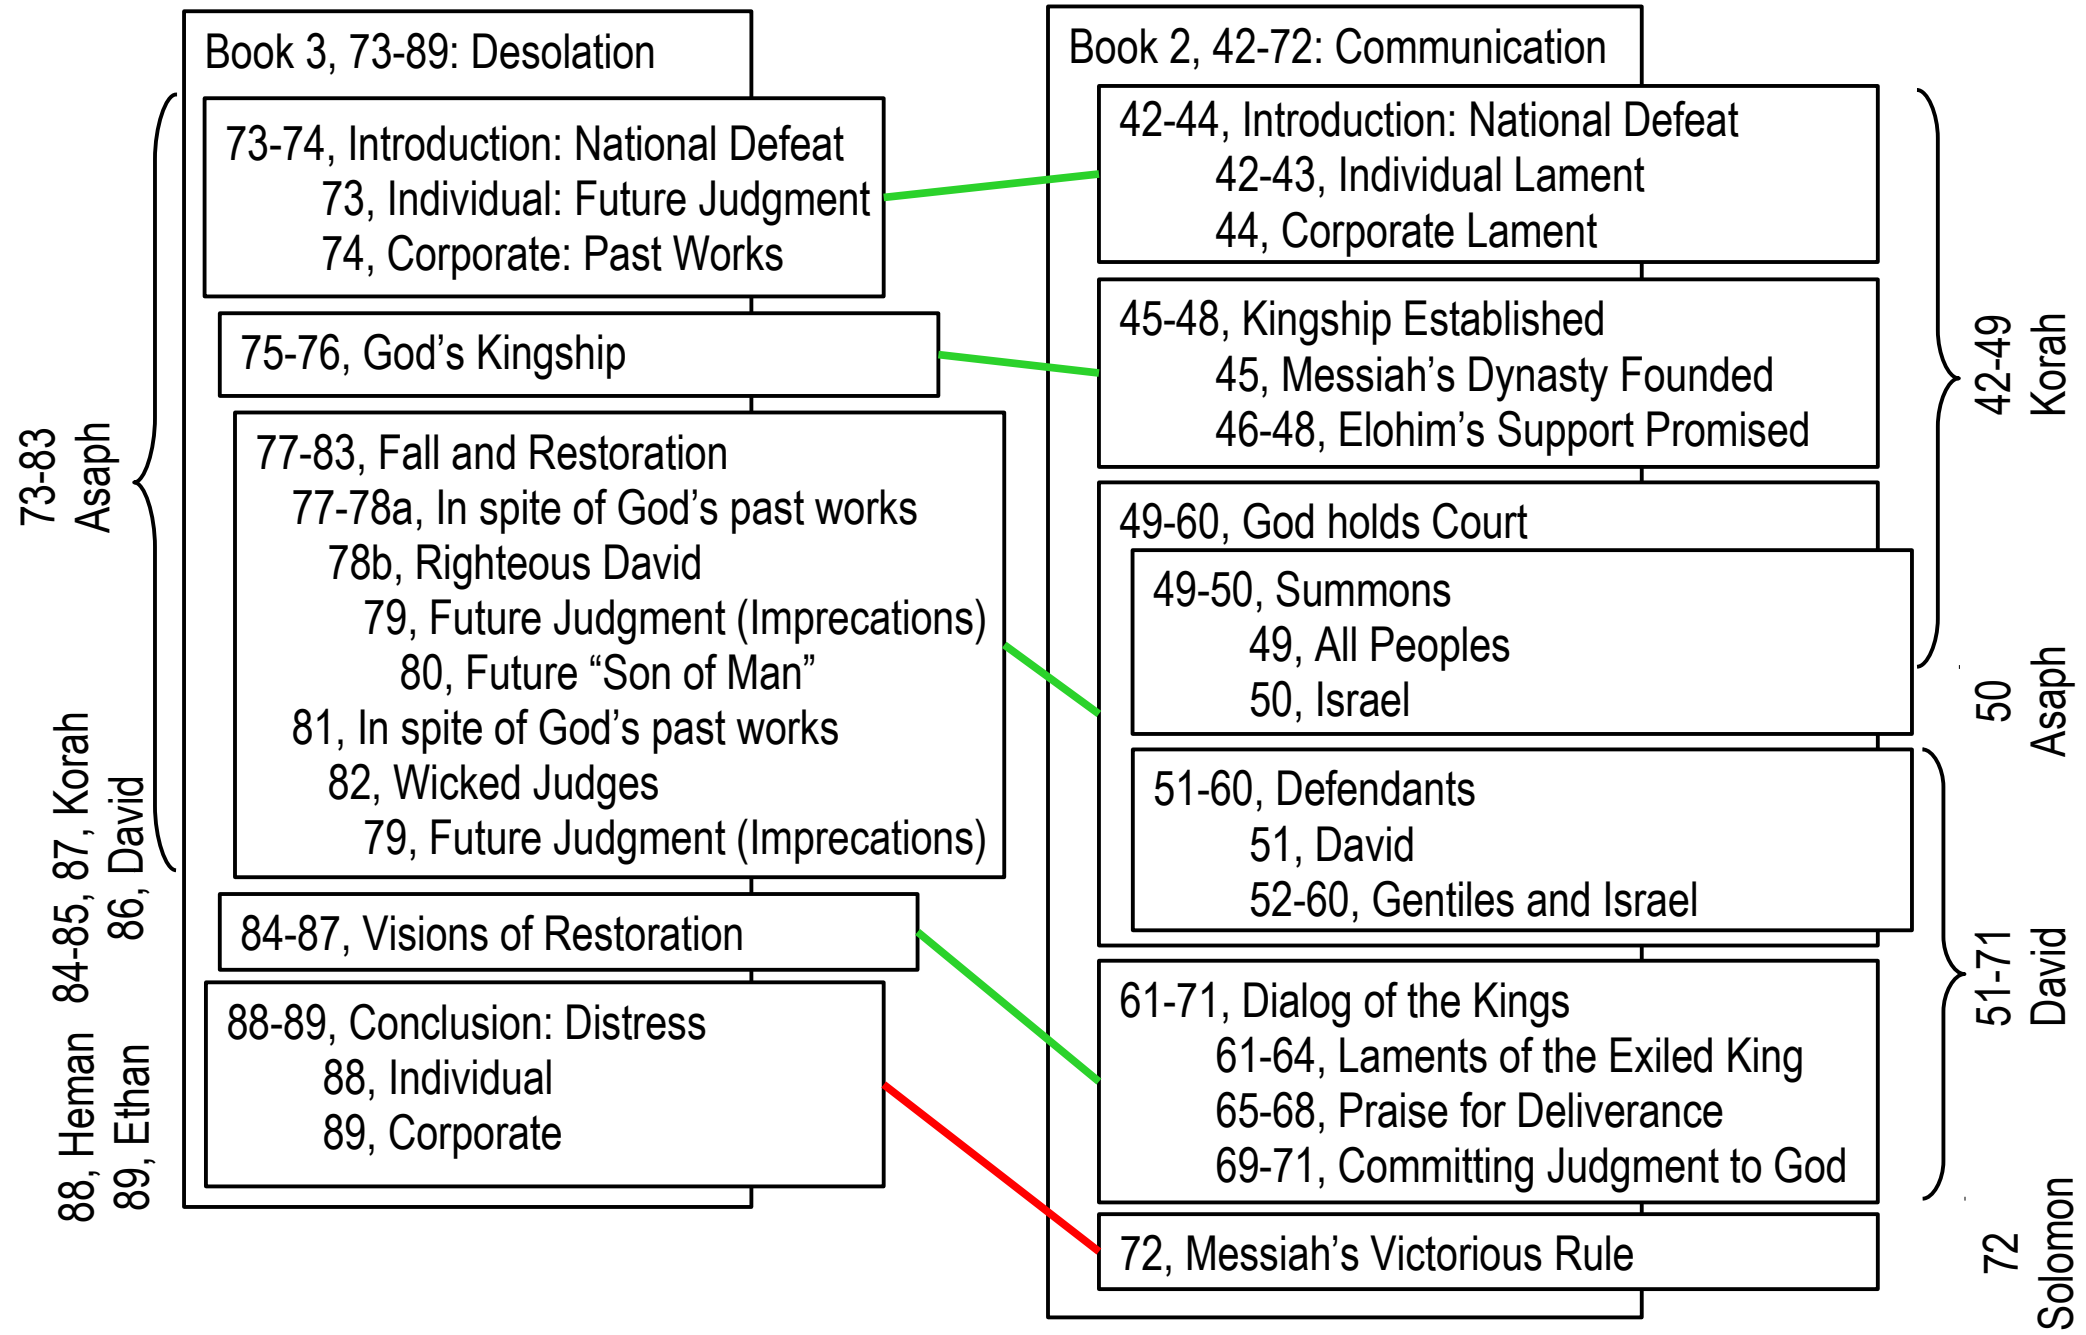 Book 3, 73-89: Desolation
73-74, Introduction: National Defeat
73, Individual: Future Judgment
74, Corporate: Past Works
75-76, God’s Kingship
77-83, Fall and Restoration
77-78a, In spite of God’s past works
78b, Righteous David
79, Future Judgment (Imprecations)
80, Future “Son of Man”
81, In spite of God’s past works
82, Wicked Judges
79, Future Judgment (Imprecations)
84-87, Visions of Restoration
88-89, Conclusion: Distress
88, Individual
89, Corporate
73-83
Asaph
84-85, 87, Korah
86, David
88, Heman
89, Ethan
Book 2, 42-72: Communication
42-44, Introduction: National Defeat
42-43, Individual Lament
44, Corporate Lament
45-48, Kingship Established
45, Messiah’s Dynasty Founded
46-48, Elohim’s Support Promised
49-60, God holds Court
49-50, Summons
49, All Peoples
50, Israel
51-60, Defendants
51, David
52-60, Gentiles and Israel
61-71, Dialog of the Kings
61-64, Laments of the Exiled King
65-68, Praise for Deliverance
69-71, Committing Judgment to God
72, Messiah’s Victorious Rule
42-49
Korah
50
Asaph
51-71
David
72
Solomon